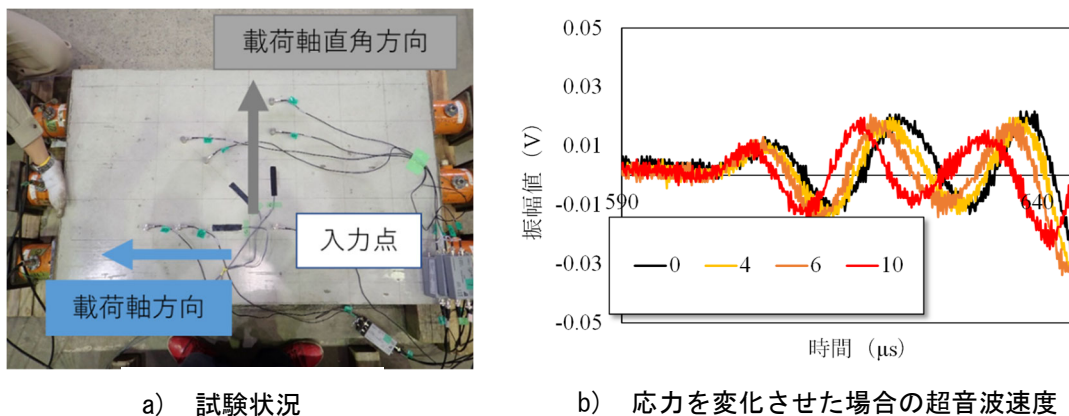 載荷軸直角方向
入力点
載荷軸方向
a) 試験状況
0.05
0.03
0.01
-0.01
-0.03
-0.05
振幅値 (V)
590
640
0 4 6 10
時間 (μs)
b) 応力を変化させた場合の超音波速度